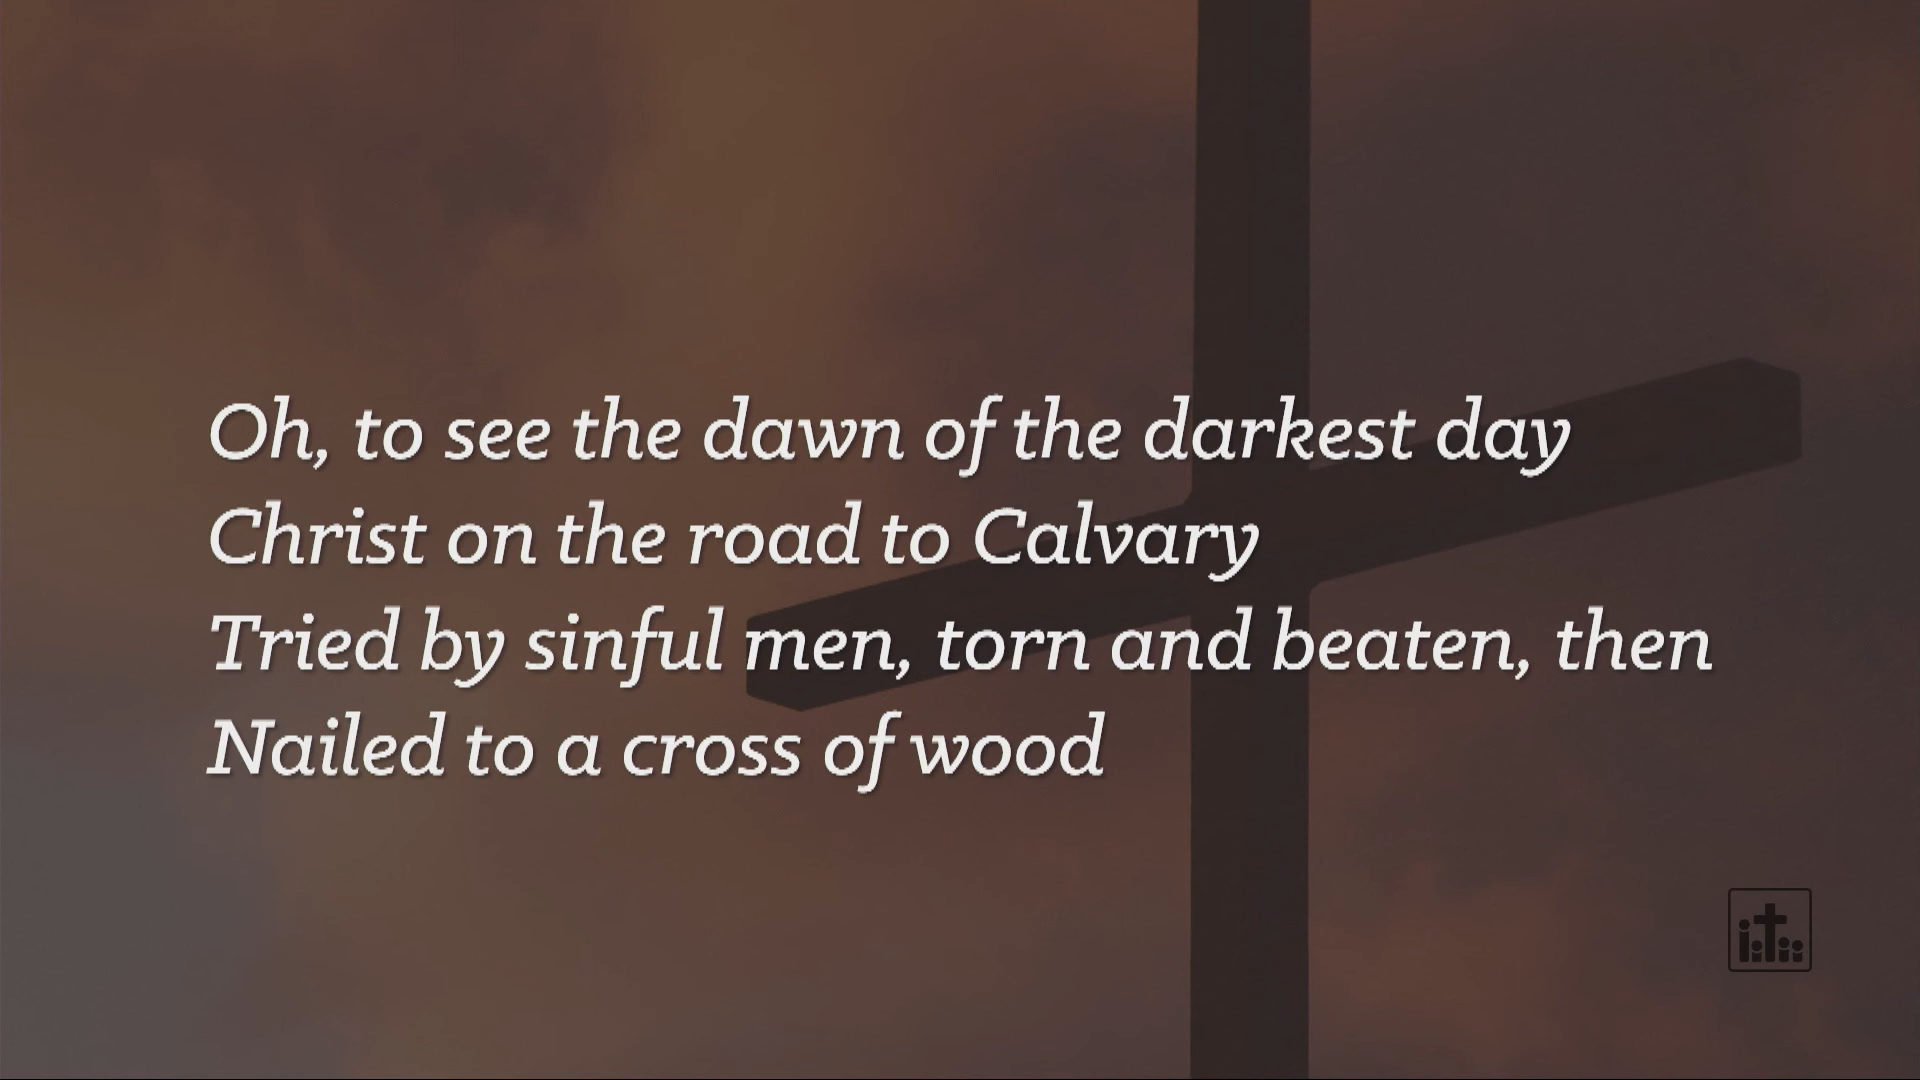 Oh, to see the dawn of the darkest day
Christ on the road to Calvary
Tried by sinful men, torn and beaten, then
Nailed to a cross of wood